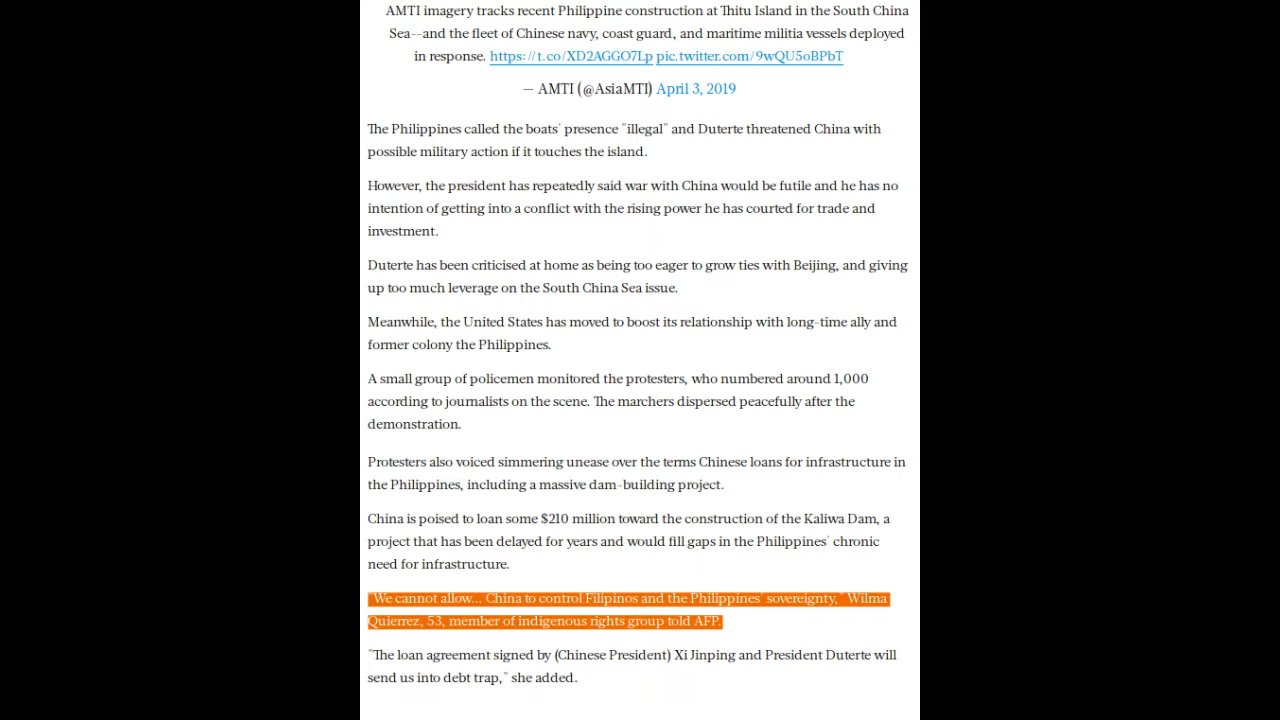 AMTI imagery tracks recent Philippine construction at Thitu Island in the South China
Sea--and the fleet of Chinese navy, coast guard, and maritime militia vessels deployed
in response. https://t.co/XD2AGGO7Lp pic.twitter.com/9wQU5oBPbT
— AMTI (@AsiaMTI) April 3, 2019
The Philippines called the boats' presence "illegal" and Duterte threatened China with
possible military action if it touches the island.
However, the president has repeatedly said war with China would be futile and he has no
intention of getting into a conflict with the rising power he has courted for trade and
investment.
Duterte has been criticised at home as being too eager to grow ties with Beijing, and giving
up too much leverage on the South China Sea issue.
Meanwhile, the United States has moved to boost its relationship with long-time ally and
former colony the Philippines.
A small group of policemen monitored the protesters, who numbered around 1,000
according to journalists on the scene. The marchers dispersed peacefully after the
demonstration.
Protesters also voiced simmering unease over the terms Chinese loans for infrastructure in
the Philippines, including a massive dam-building project.
China is poised to loan some $210 million toward the construction of the Kaliwa Dam, a
project that has been delayed for years and would fill gaps in the Philippines' chronic
need for infrastructure.
"We cannot allow... China to control Filipinos and the Philippines' sovereignty," Wilma
Quierrez, 53, member of indigenous rights group told AFP.
"The loan agreement signed by (Chinese President) Xi Jinping and President Duterte will
send us into debt trap," she added.